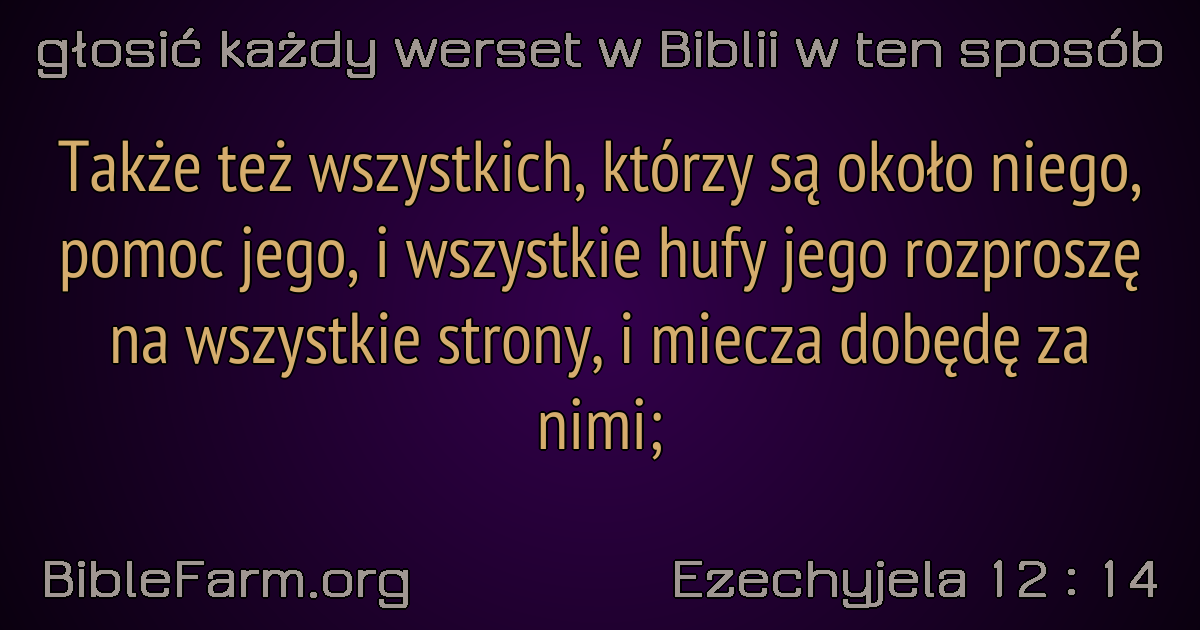 głosić każdy werset w Biblii w ten sposób
Także też wszystkich, którzy są około niego,
pomoc jego, i wszystkie hufy jego rozproszę
na wszystkie strony, i miecza dobędę za
nimi;
BibleFarm.org
Ezechyjela 12 : 14